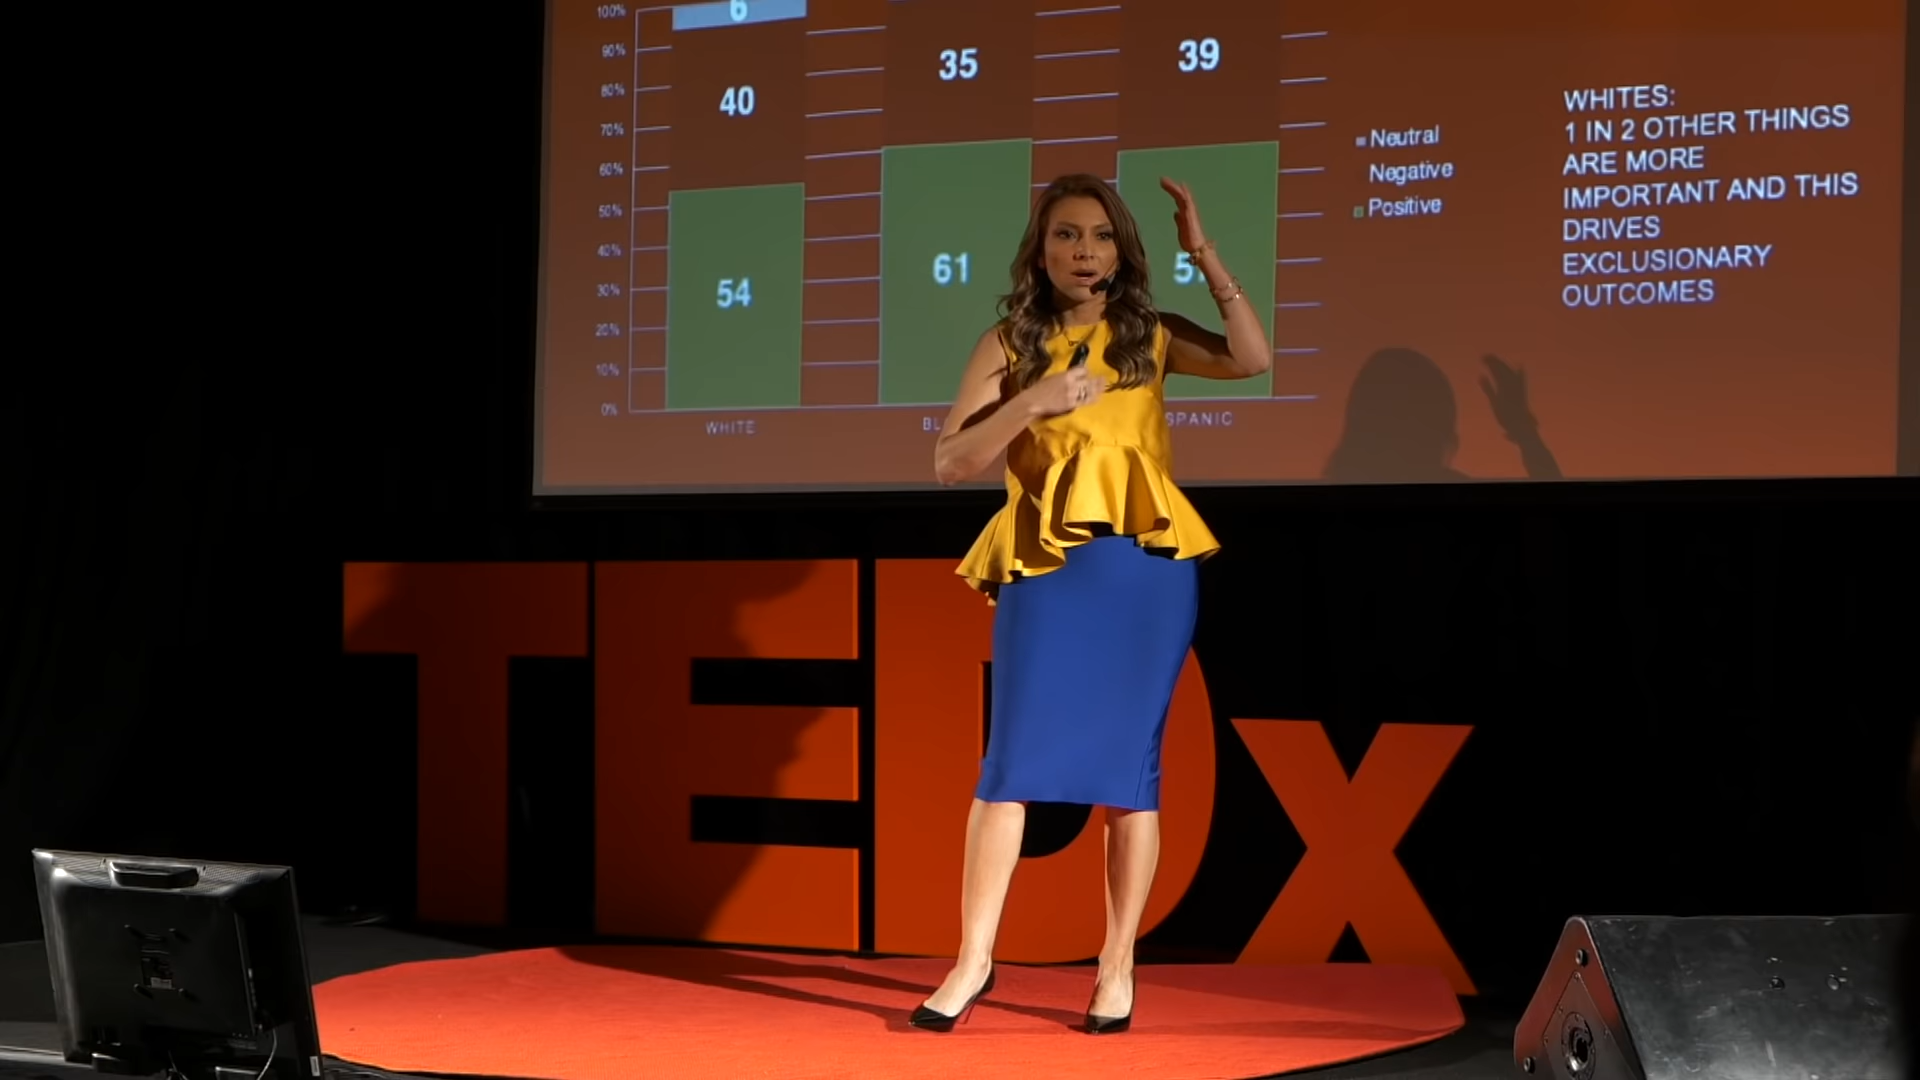 100%
90%
80%
70%
60%
50%
40%
30%
20%
10%
0%
6
40
54
35
61
39
WHITE
Neutral
Negative
Positive
WHITES:
1 IN 2 OTHER THINGS
ARE MORE
IMPORTANT AND THIS
DRIVES
EXCLUSIONARY
OUTCOMES
TEDx